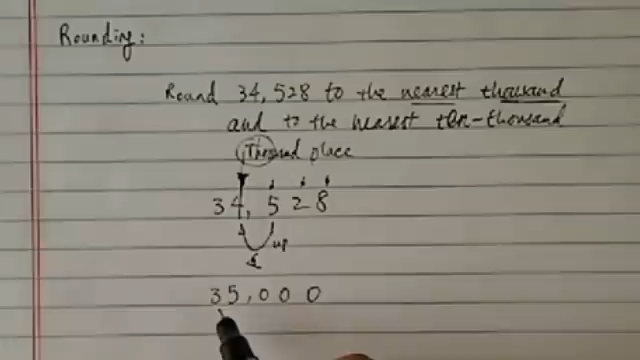 Rounding:
Round 34,528 to the nearest thousand
and to the nearest ten-thousand
Thousand place
34,528
up
35,000